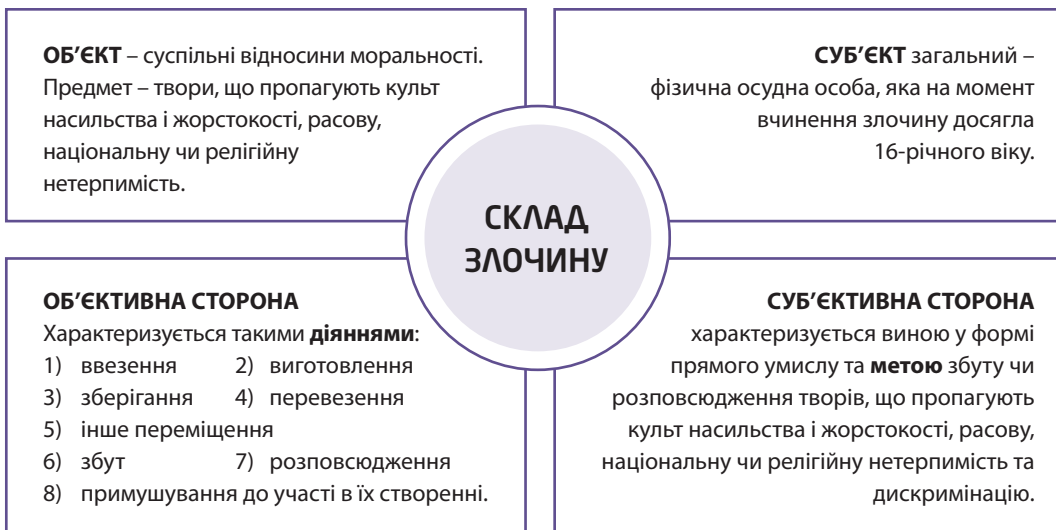 ОБ’ЄКТ – суспільні відносини моральності.
Предмет – твори, що пропагують культ
насильства і жорстокості, расову,
національну чи релігійну
нетерпимість.
СУБ’ЄКТ загальний –
фізична осудна особа, яка на момент
вчинення злочину досягла
16-річного віку.
СКЛАД
ЗЛОЧИНУ
ОБ’ЄКТИВНА СТОРОНА
Характеризується такими діяннями:
1) ввезення 2) виготовлення
3) зберігання 4) перевезення
5) інше переміщення
6) збут 7) розповсюдження
8) примушування до участі в їх створенні.
СУБ’ЄКТИВНА СТОРОНА
характеризується виною у формі
прямого умислу та метою збуту чи
розповсюдження творів, що пропагують
культ насильства і жорстокості, расову,
національну чи релігійну нетерпимість та
дискримінацію.